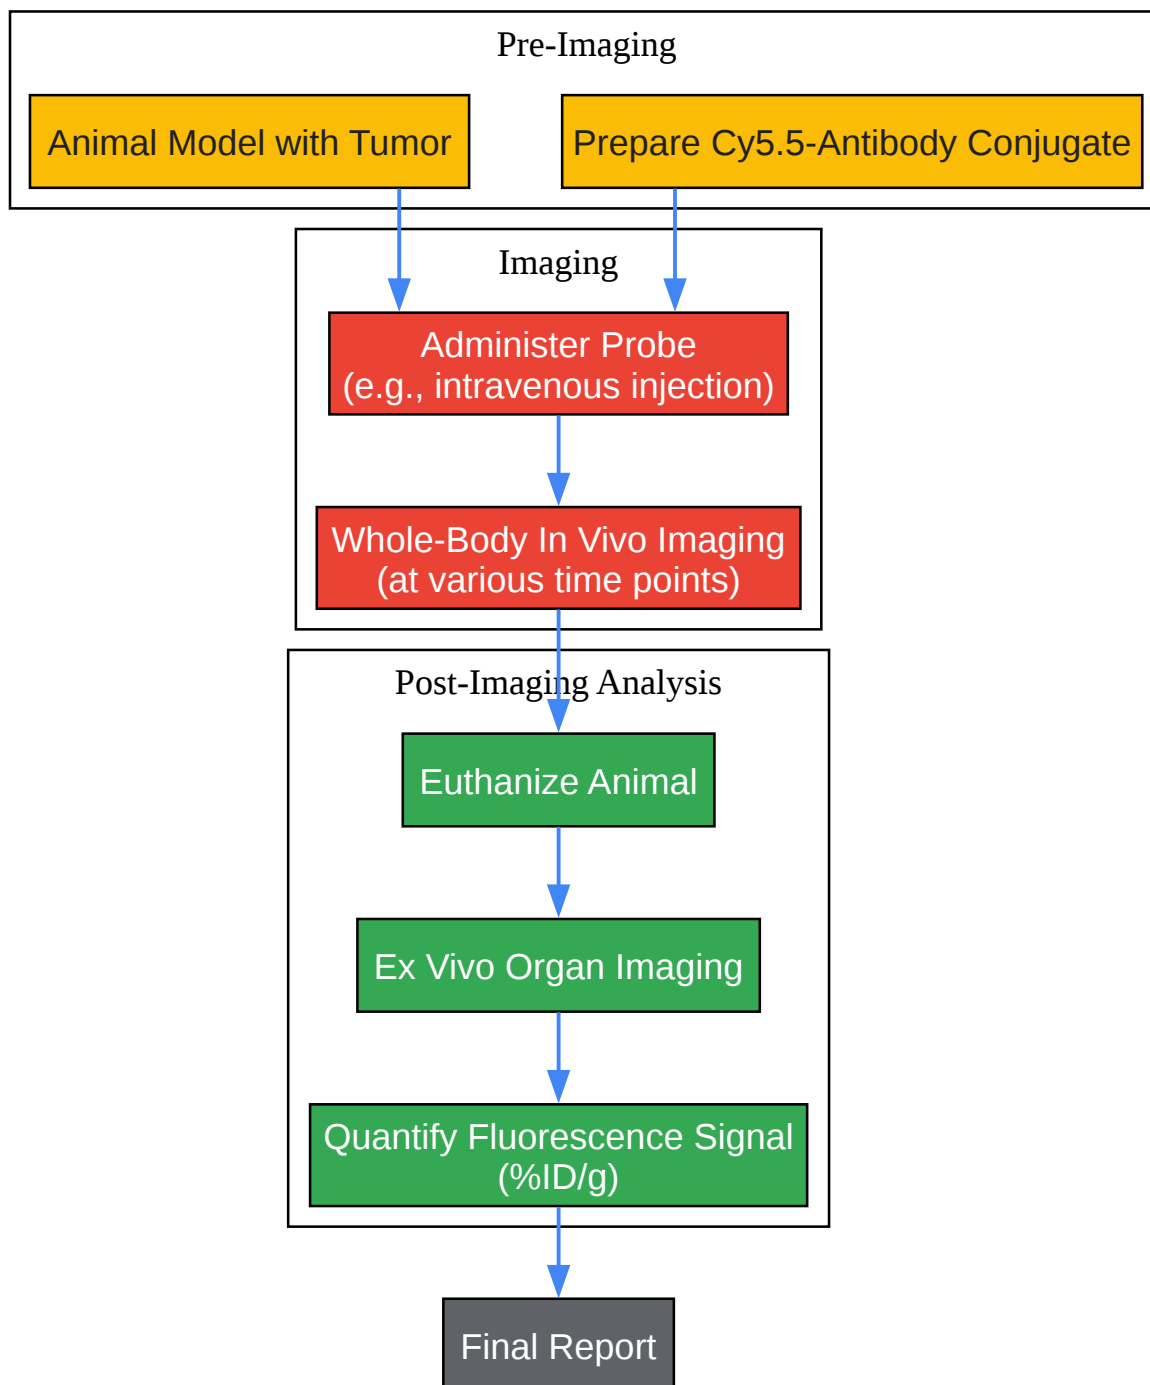 Pre-Imaging
Animal Model with Tumor
Prepare Cy5.5-Antibody Conjugate
Imaging
Administer Probe
(e.g., intravenous injection)
Whole-Body In Vivo Imaging
(at various time points)
Post-Imaging Analysis
Euthanize Animal
Ex Vivo Organ Imaging
Quantify Fluorescence Signal
(%ID/g)
Final Report